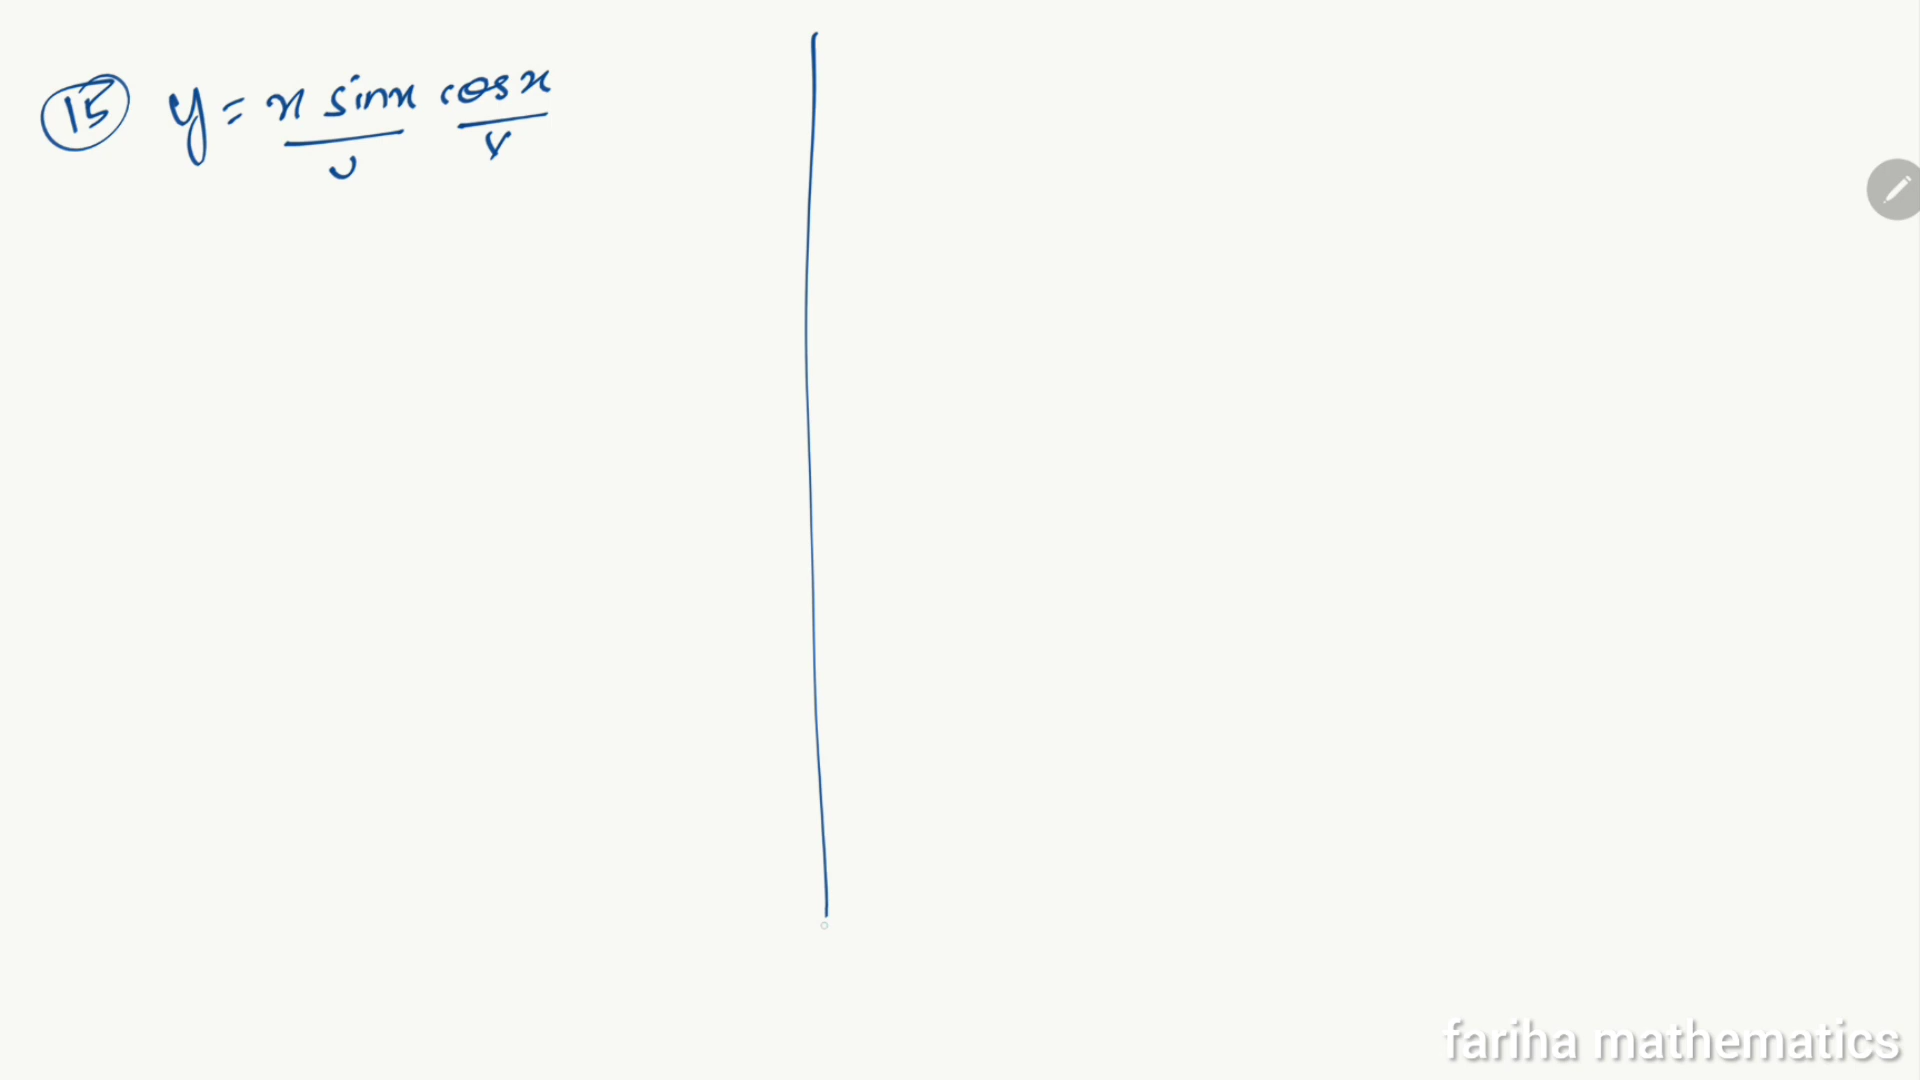 15 y = x sinx cosx
U V
fariha mathematics